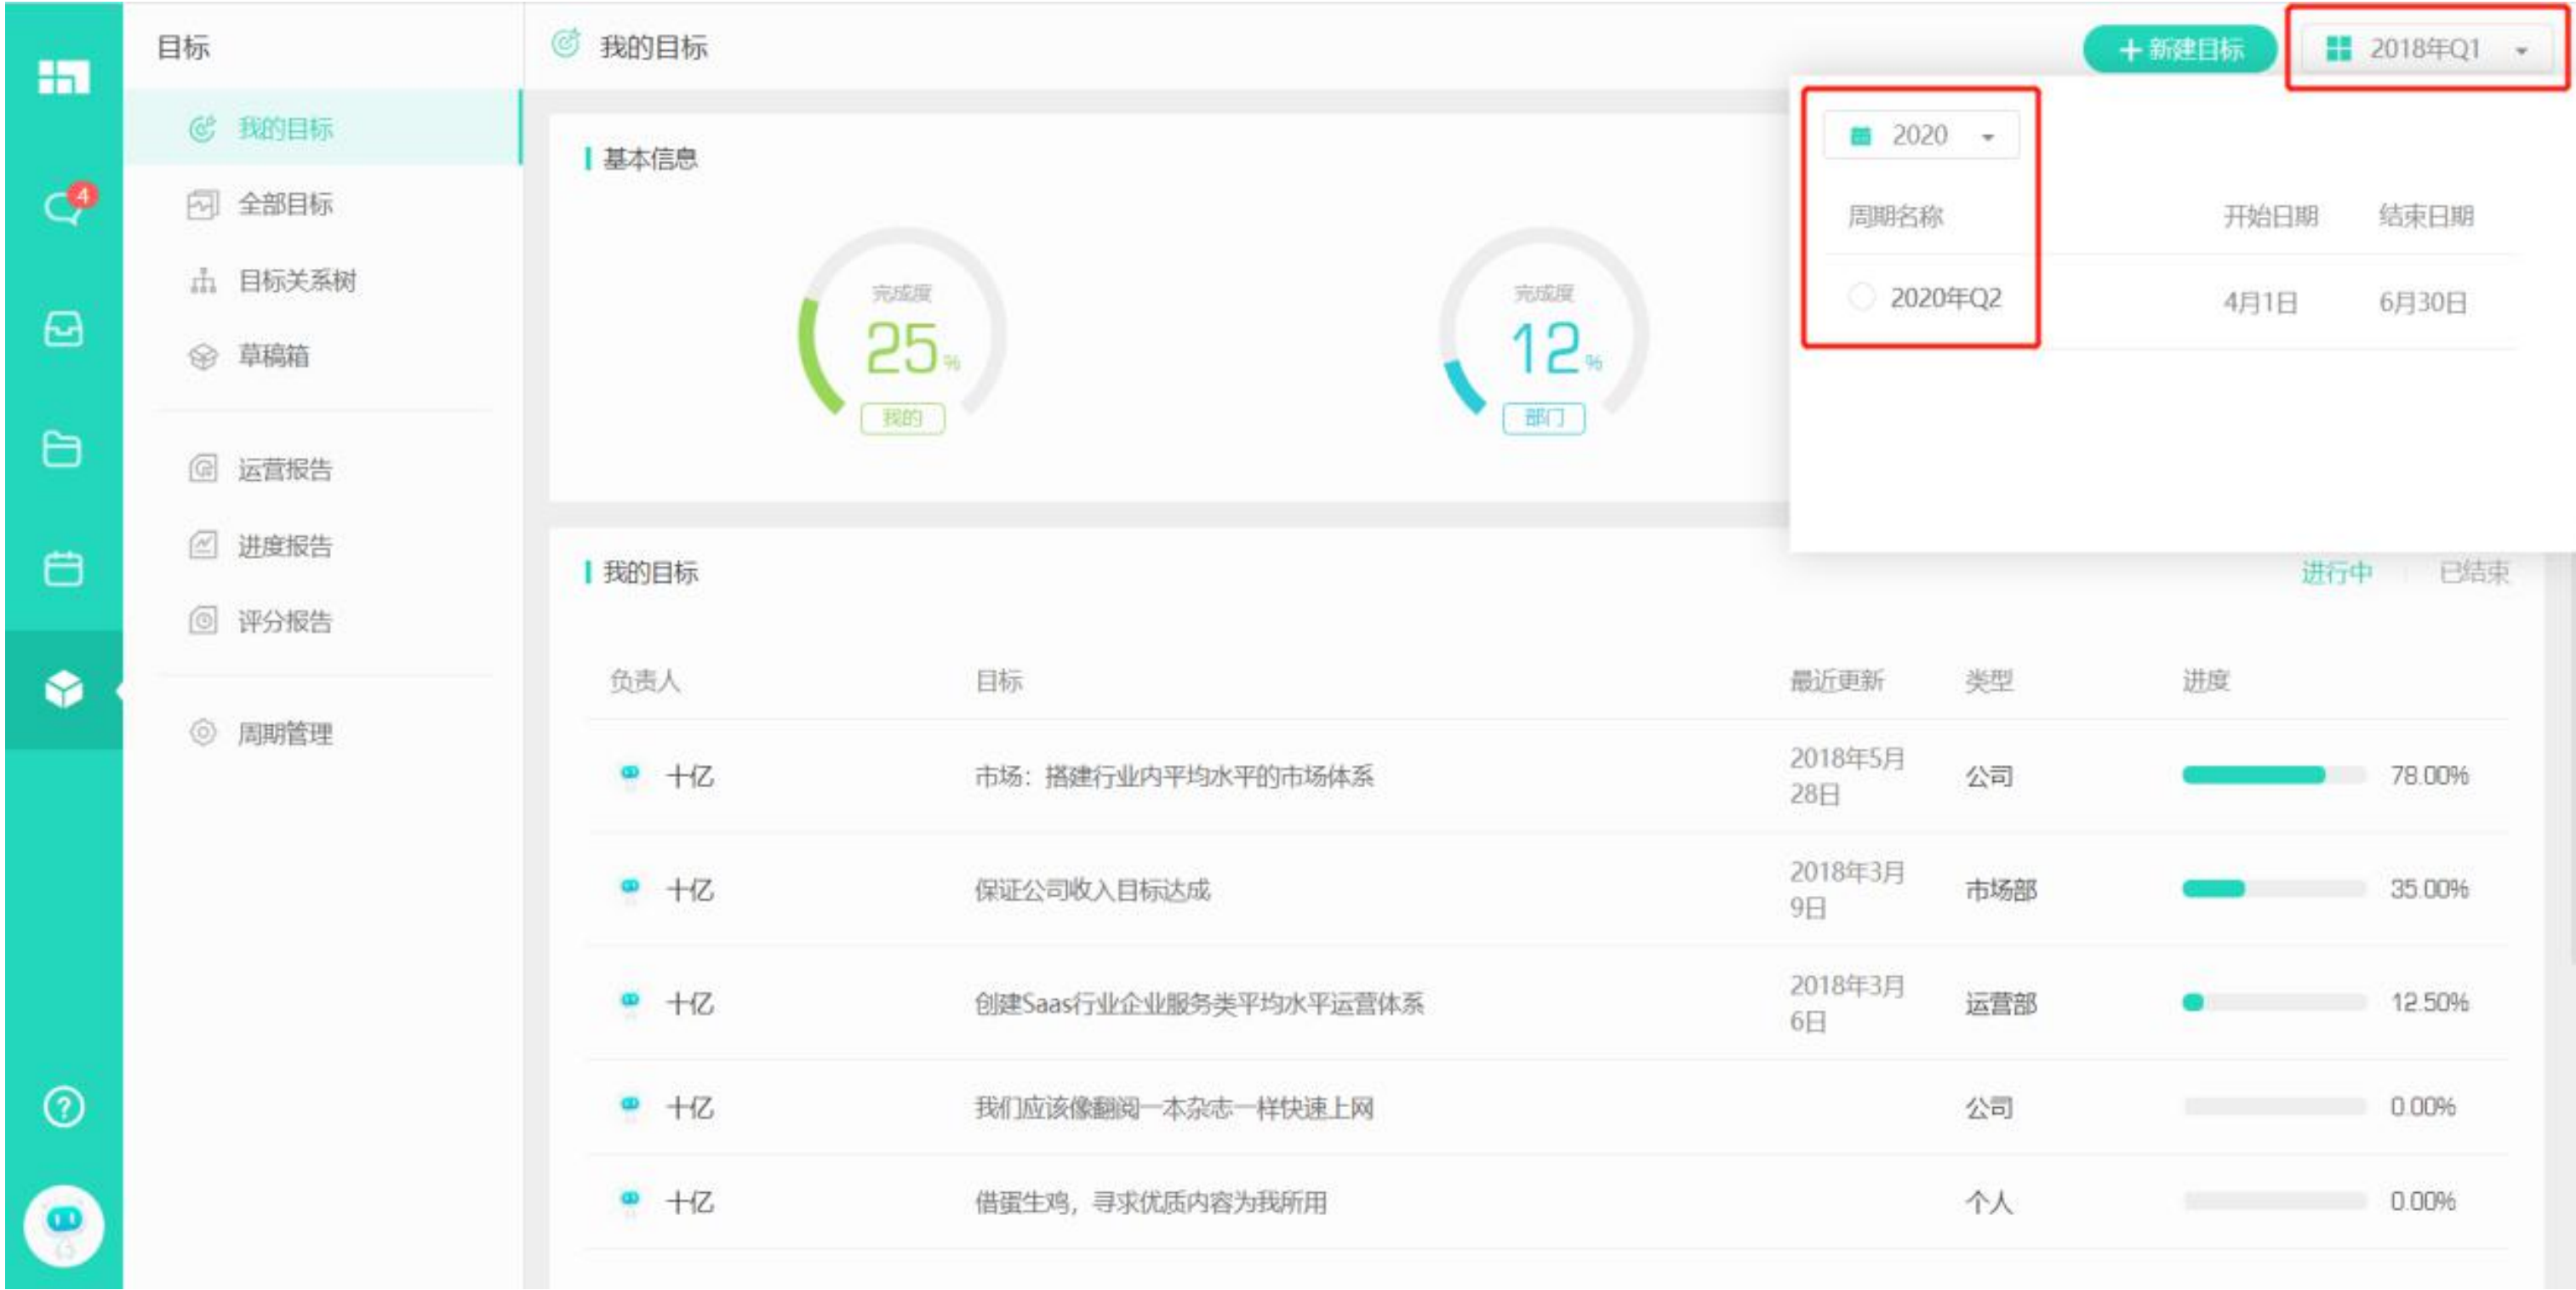 目标
我的目标
全部目标
目标关系树
草稿箱
运营报告
进度报告
评分报告
周期管理
4
我的目标
新建目标
2018年Q1
2020
周期名称
开始日期
结束日期
2020年Q2
4月1日
6月30日
基本信息
完成度
25%
我的
完成度
12%
部门
我的目标
进行中
已结束
负责人
目标
最近更新
类型
进度
十亿
市场：搭建行业内平均水平的市场体系
2018年5月
28日
公司
78.00%
十亿
保证公司收入目标达成
2018年3月
9日
市场部
35.00%
十亿
创建Saas行业企业服务类平均水平运营体系
2018年3月
6日
运营部
12.50%
十亿
我们应该像翻阅一本杂志一样快速上网
公司
0.00%
十亿
借蛋生鸡，寻求优质内容为我所用
个人
0.00%